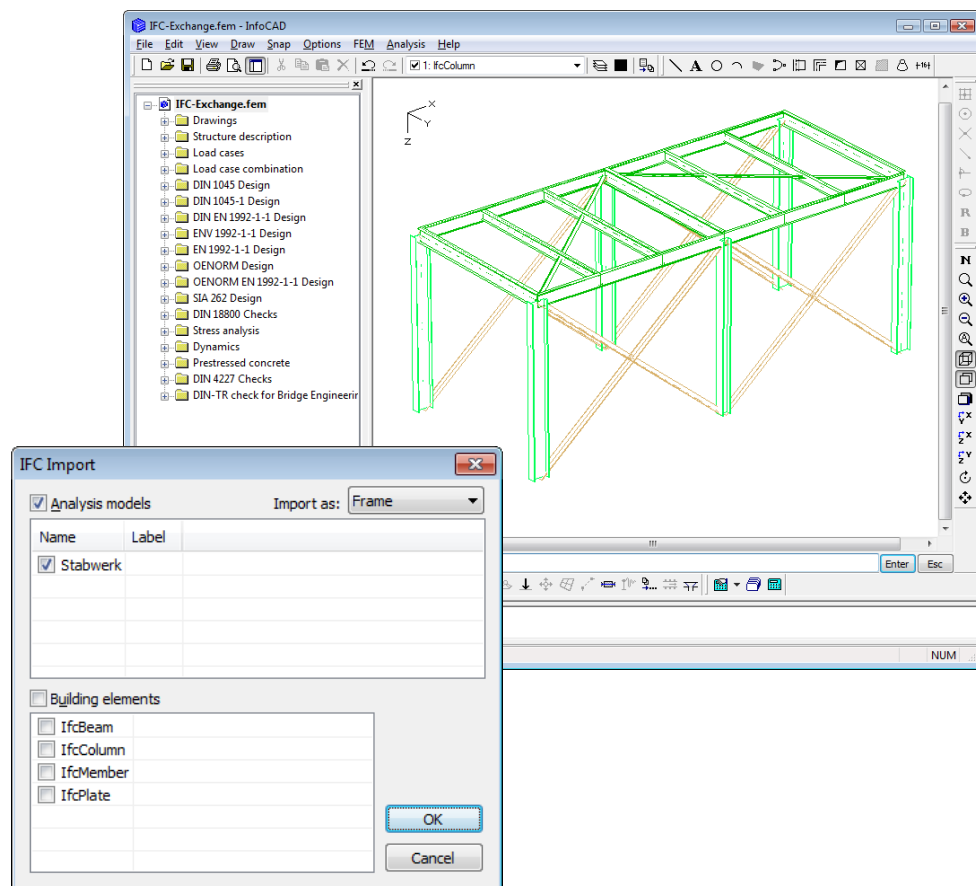 IFC-Exchange.fem - InfoCAD
File Edit View Draw Snap Options FEM Analysis Help
1: IfcColumn
IFC-Exchange.fem
Drawings
Structure description
Load cases
Load case combination
DIN 1045 Design
DIN 1045-1 Design
DIN EN 1992-1-1 Design
ENV 1992-1-1 Design
EN 1992-1-1 Design
OENORM Design
OENORM EN 1992-1-1 Design
SIA 262 Design
DIN 18800 Checks
Stress analysis
Dynamics
Prestressed concrete
DIN 4227 Checks
DIN-TR check for Bridge Engineerir
X
Y
Z
R
B
N
Enter Esc
NUM
IFC Import
Analysis models Import as: Frame
Name Label
Stabwerk
Building elements
IfcBeam
IfcColumn
IfcMember
IfcPlate
OK
Cancel